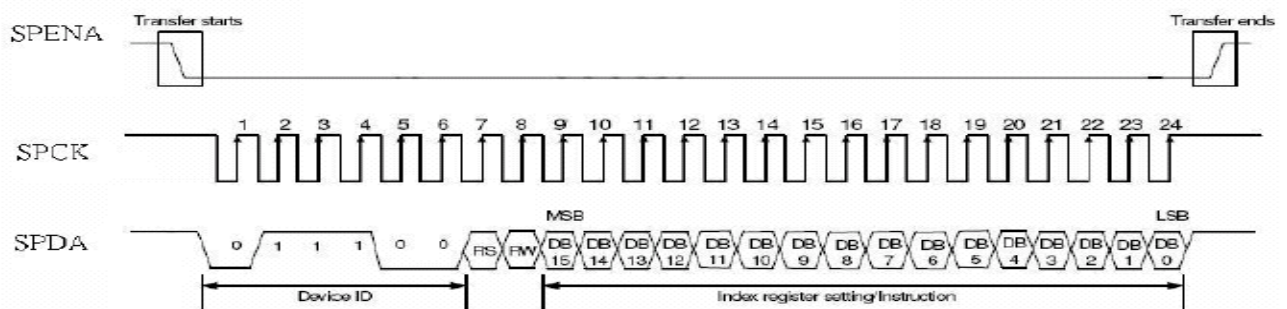 Transfer starts
Transfer ends
SPENA
1 2 3 4 5 6 7 8 9 10 11 12 13 14 15 16 17 18 19 20 21 22 23 24
SPCK
MSB
LSB
SPDA
0 1 1 1 0 0 RS RW DB 15 DB 14 DB 13 DB 12 DB 11 DB 10 DB 9 DB 8 DB 7 DB 6 DB 5 DB 4 DB 3 DB 2 DB 1 DB 0
Device ID
Index register setting/Instruction